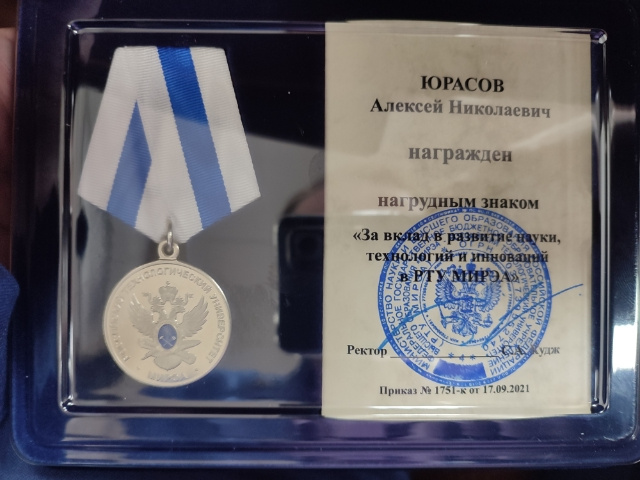 ЮРАСОВ
Алексей Николаевич
награжден
нагрудным знаком
«За вклад в развитие науки,
технологий и инноваций
в РТУ МИРЭА»
Ректор С.А. Кудж
Приказ № 1751-к от 17.09.2021